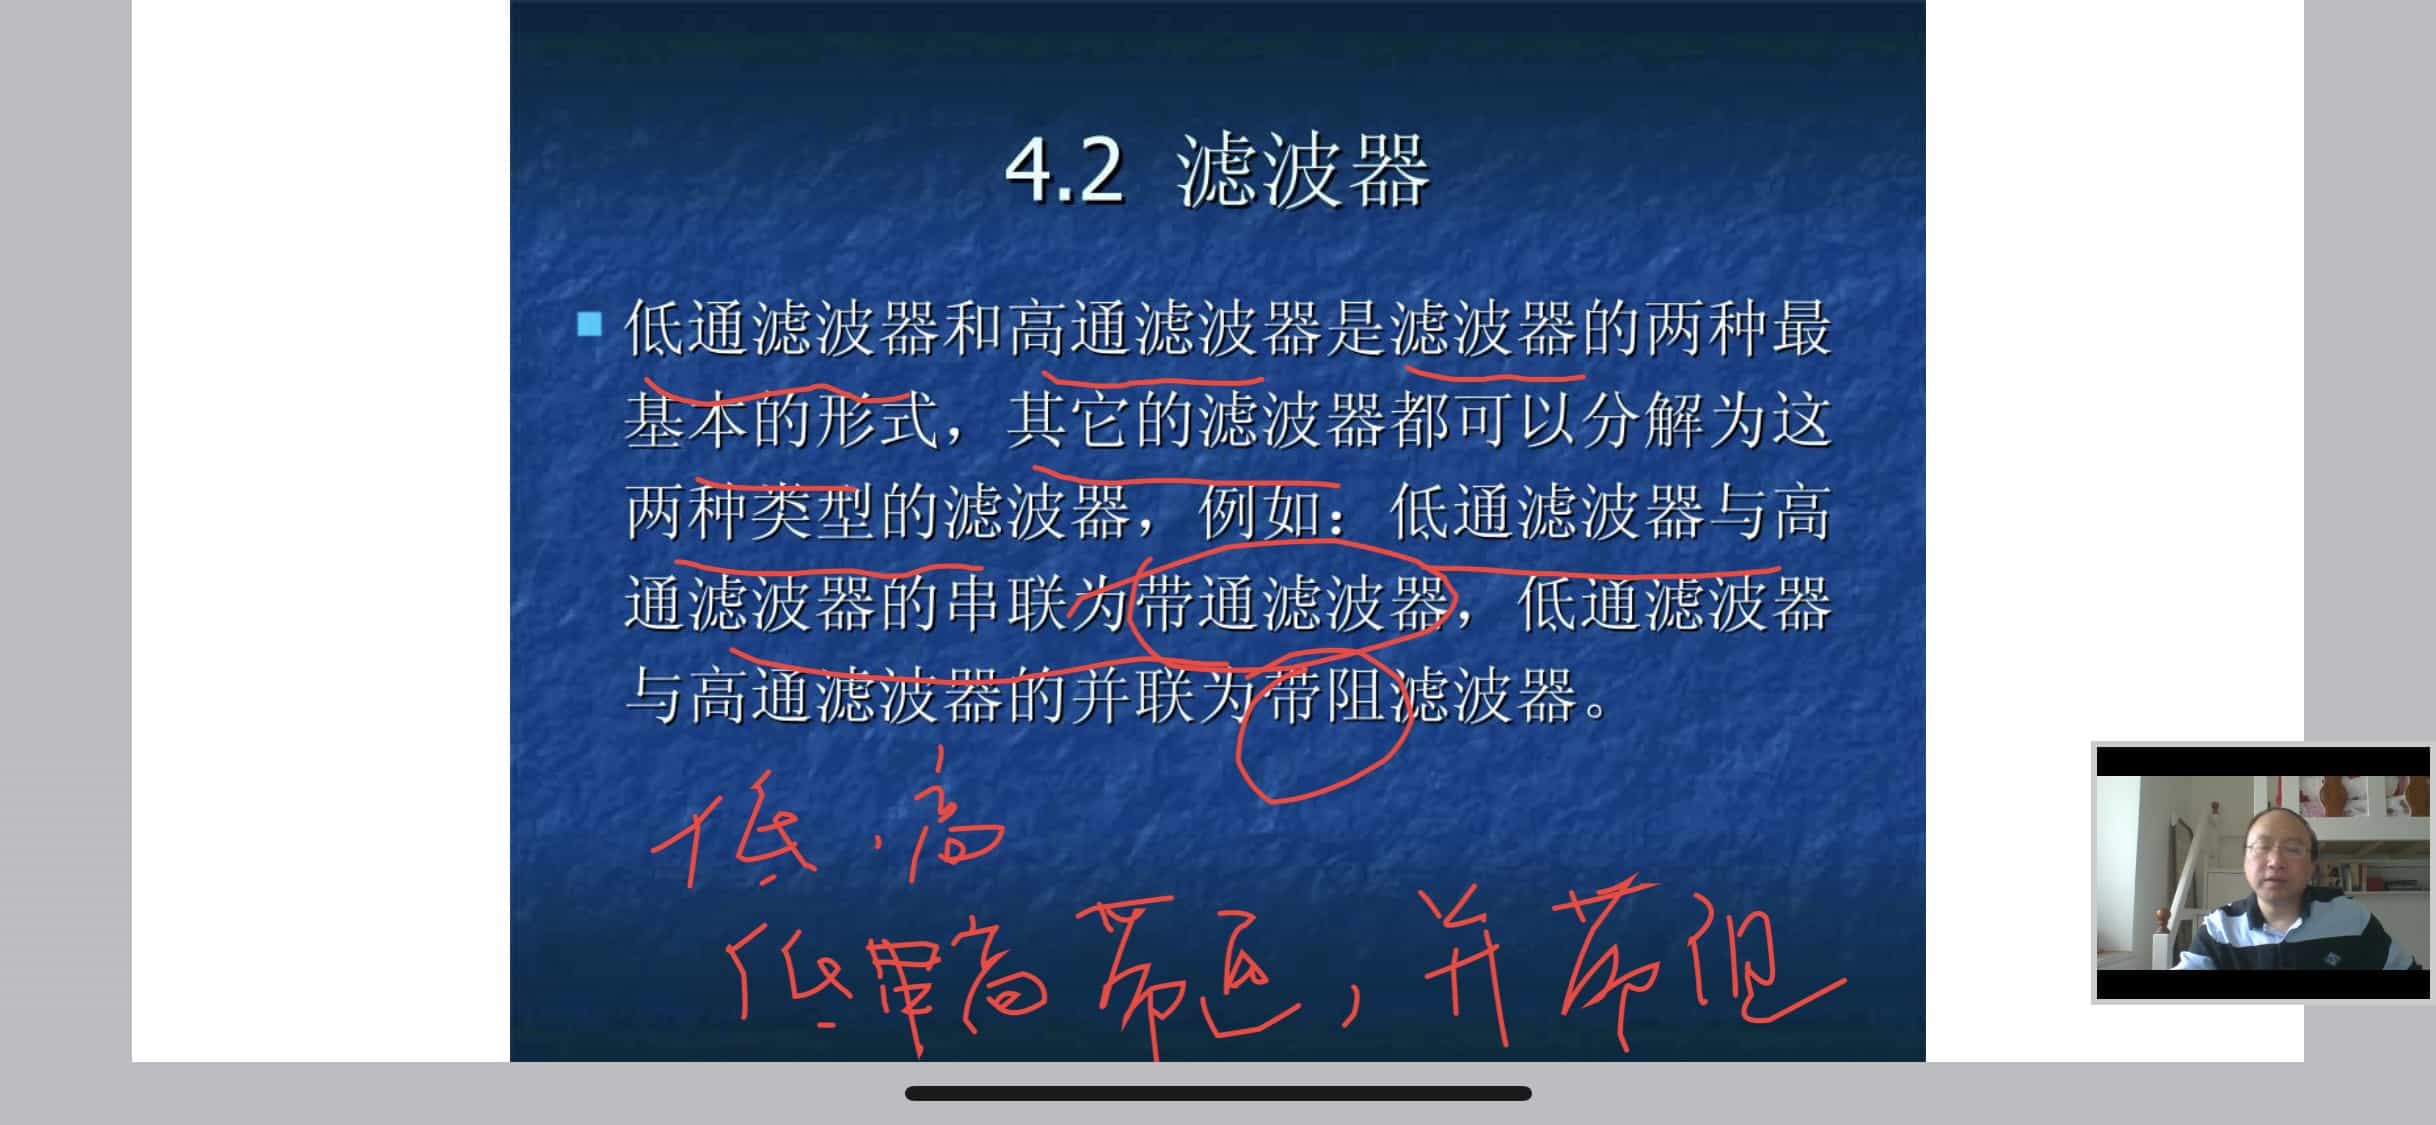 4.2 滤波器
低通滤波器和高通滤波器是滤波器的两种最
基本的形式，其它的滤波器都可以分解为这
两种类型的滤波器，例如：低通滤波器与高
通滤波器的串联为带通滤波器，低通滤波器
与高通滤波器的并联为带阻滤波器。
低，高
低串高带通，并带阻